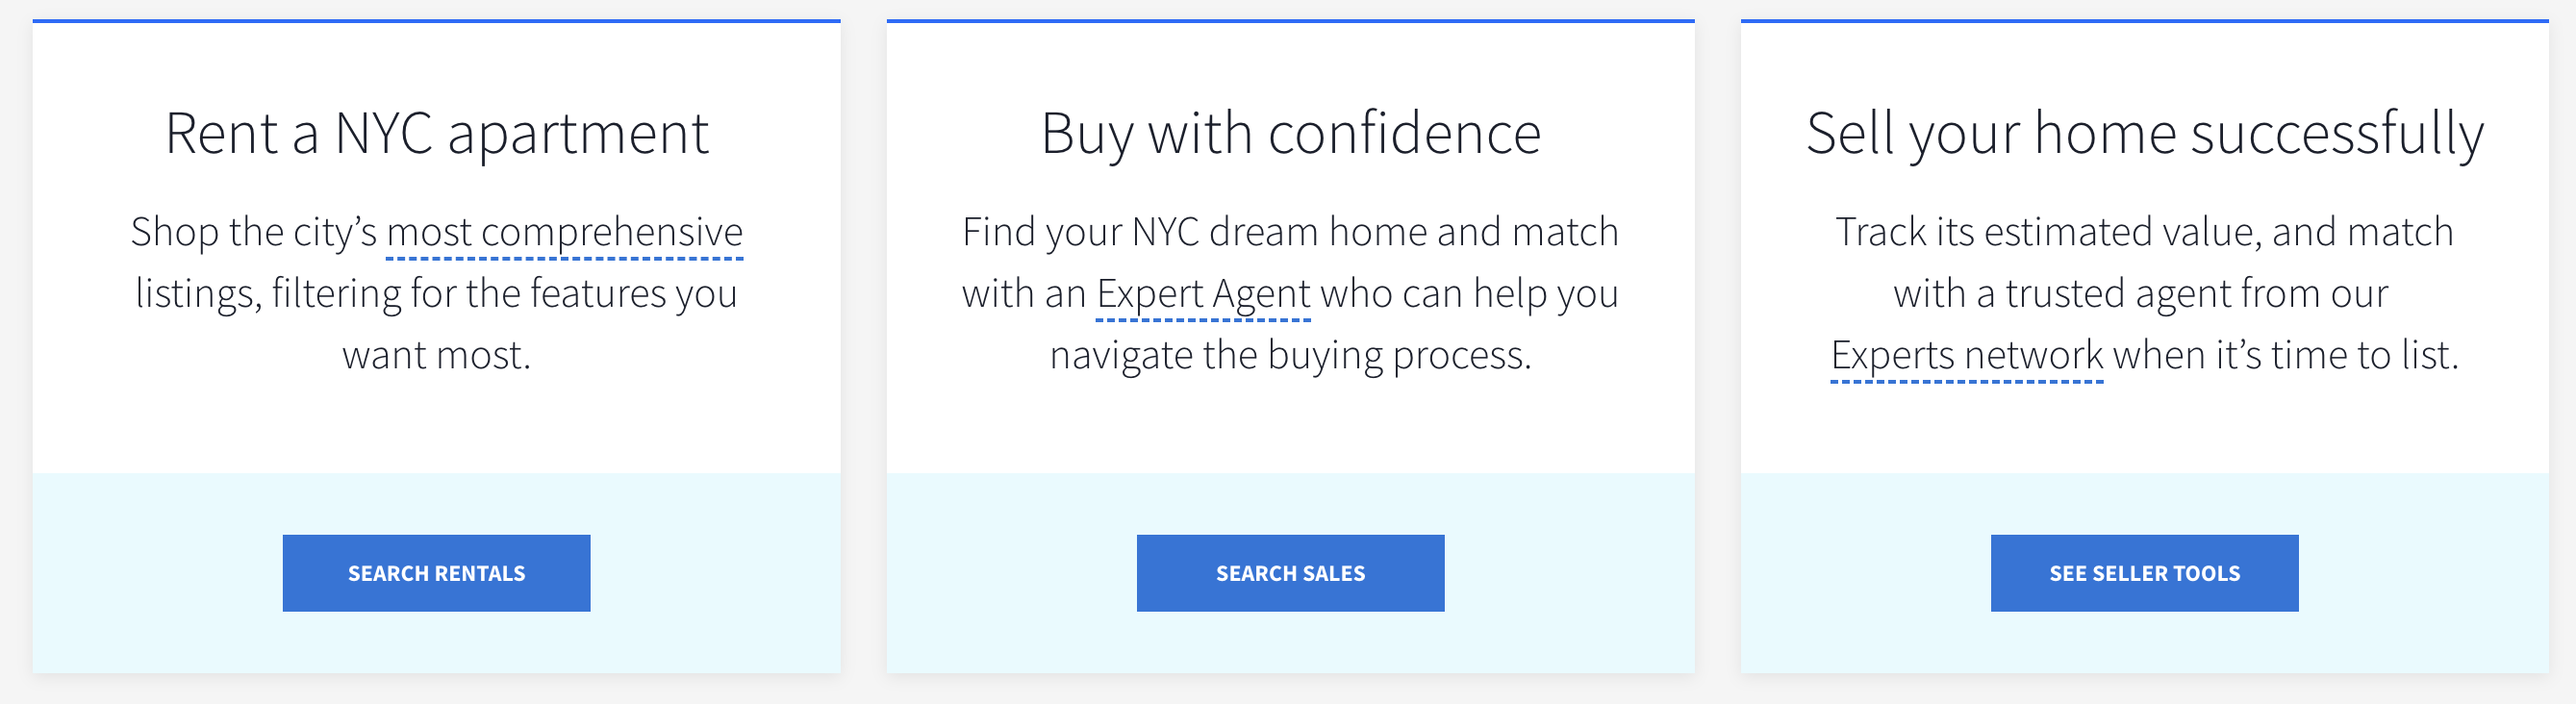 Rent a NYC apartment
Shop the city’s most comprehensive
listings, filtering for the features you
want most.
SEARCH RENTALS
Buy with confidence
Find your NYC dream home and match
with an Expert Agent who can help you
navigate the buying process.
SEARCH SALES
Sell your home successfully
Track its estimated value, and match
with a trusted agent from our
Experts network when it’s time to list.
SEE SELLER TOOLS